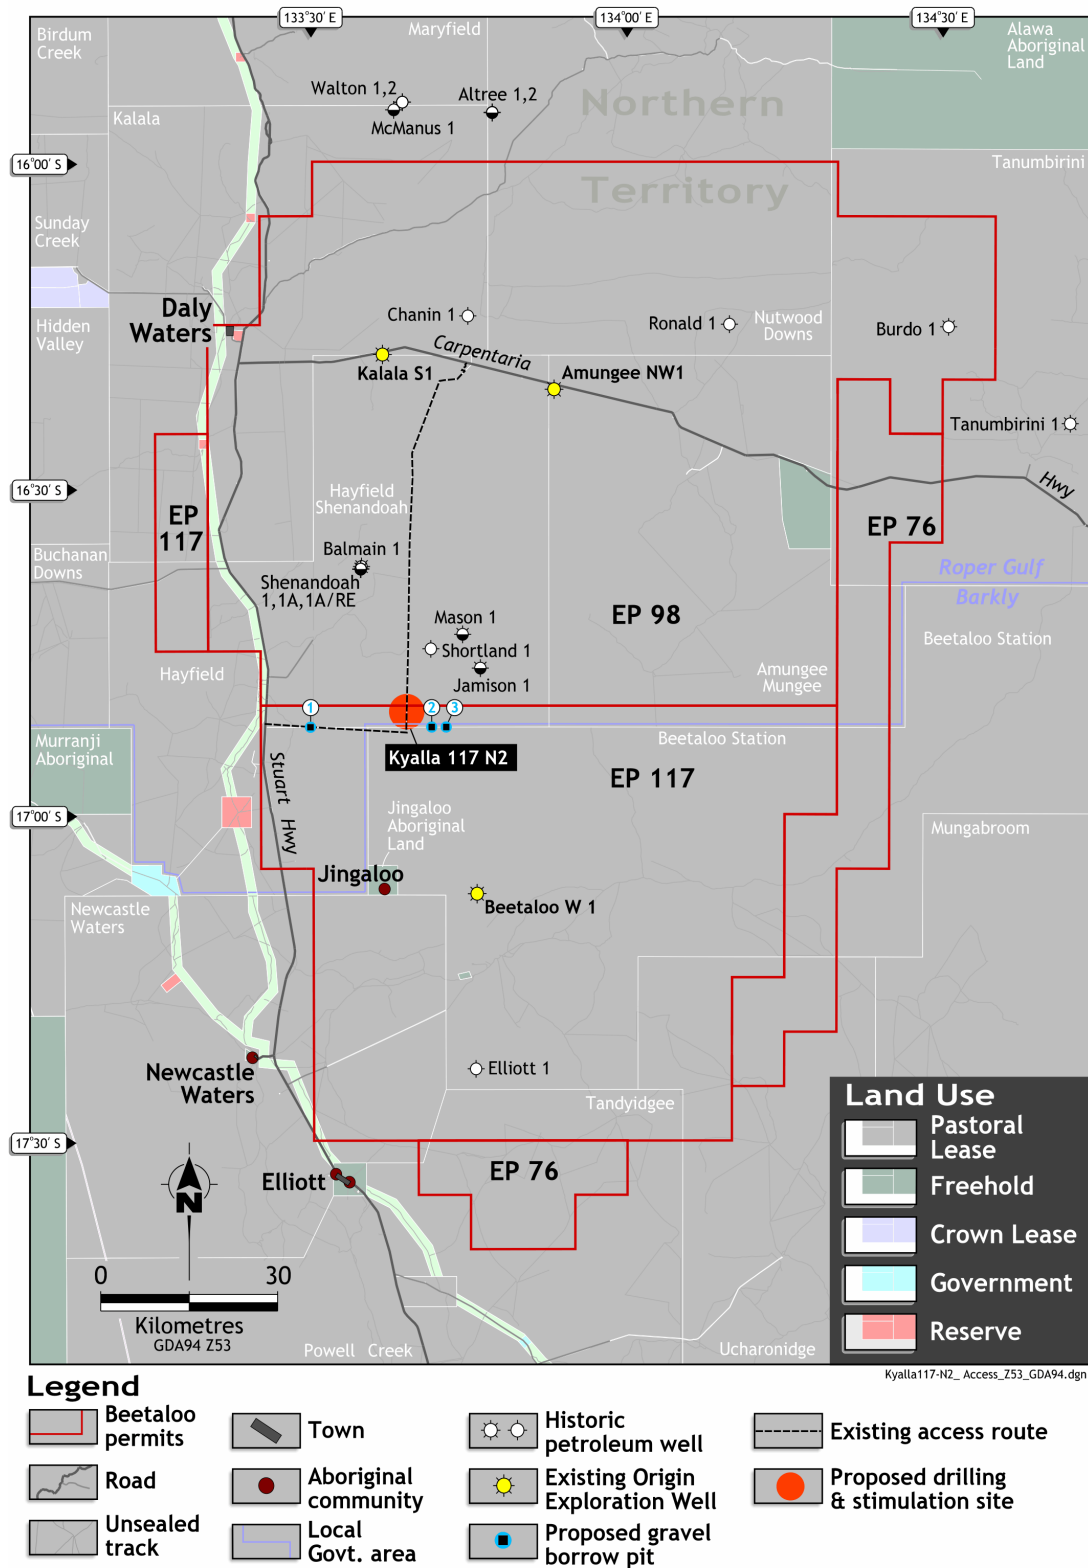 133°30' E
134°00' E
134°30' E
Birdum
Creek
Maryfield
Alawa
Aboriginal
Land
Walton 1,2
Altree 1,2
Northern
Kalala
McManus 1
16°00' S
Tanumbirini
Territory
Sunday
Creek
Daly
Waters
Chanin 1
Ronald 1
Nutwood
Downs
Burdo 1
Hidden
Valley
Carpentaria
Kalala S1
Amungee NW1
Tanumbirini 1
16°30' S
Hwy
Hayfield
Shenandoah
EP
117
EP 76
Buchanan
Downs
Balmain 1
Shenandoah
1,1A,1A/RE
Roper Gulf
Barkly
EP 98
Mason 1
Beetaloo Station
Shortland 1
Hayfield
Jamison 1
Amungee
Mungee
1
2
3
Murranji
Aboriginal
Beetaloo Station
Kyalla 117 N2
EP 117
Stuart Hwy
17°00' S
Jingaloo
Aboriginal
Land
Mungabroom
Jingaloo
Newcastle
Waters
Beetaloo W 1
Newcastle
Waters
Elliott 1
Tandyidgee
17°30' S
Elliott
EP 76
N
0
30
Kilometres
GDA94 Z53
Powell Creek
Ucharonidge
Land Use
Pastoral
Lease
Freehold
Crown Lease
Government
Reserve
Kyalla117-N2_ Access_Z53_GDA94.dgn
Legend
Beetaloo
permits
Road
Unsealed
track
Town
Aboriginal
community
Local
Govt. area
Historic
petroleum well
Existing Origin
Exploration Well
Proposed gravel
borrow pit
Existing access route
Proposed drilling
& stimulation site